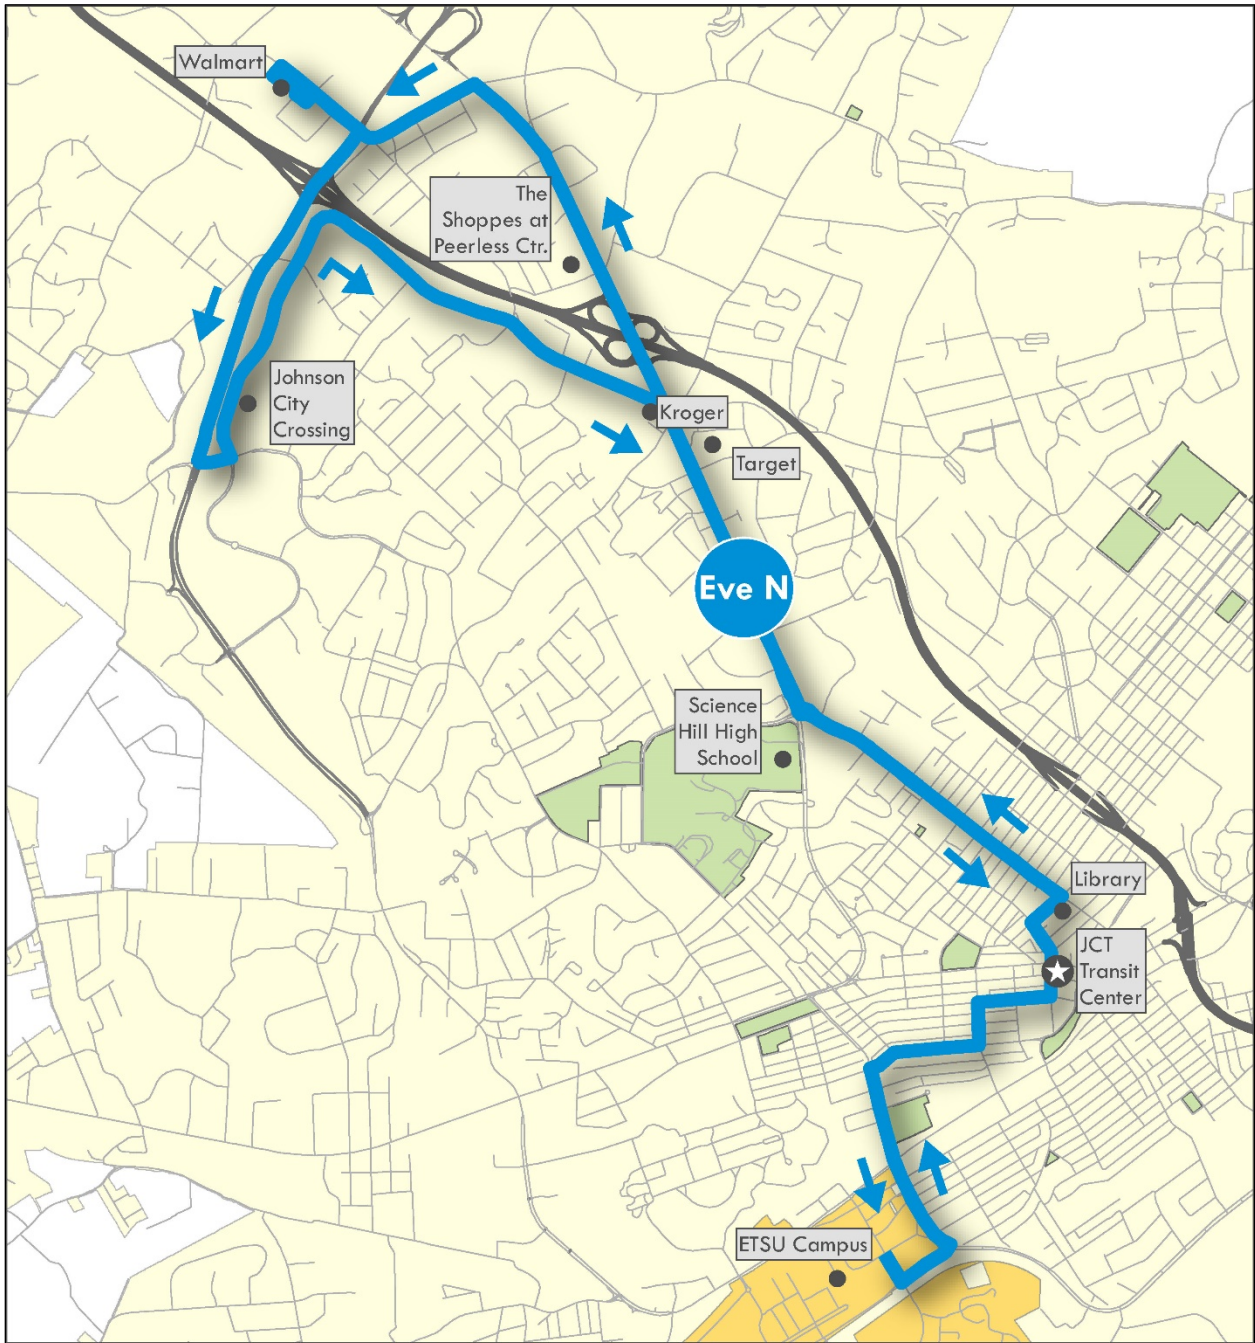 Walmart
The
Shoppes at
Peerless Ctr.
Johnson
City
Crossing
Kroger
Target
Eve N
Science
Hill High
School
Library
JCT
Transit
Center
ETSU Campus